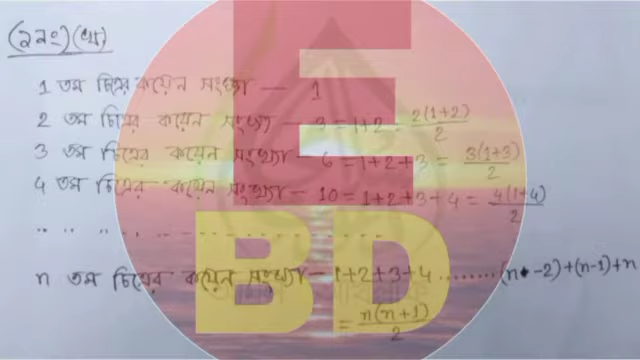 (২নং)(খ)
1 তম চিত্রের কয়েন সংখ্যা — 1
2 তম চিত্রের কয়েন সংখ্যা — 3 = 1+2 = 2(1+2)/2
3 তম চিত্রের কয়েন সংখ্যা — 6 = 1+2+3 = 3(1+3)/2
4 তম চিত্রের কয়েন সংখ্যা — 10 = 1+2+3+4 = 4(1+4)/2
n তম চিত্রের কয়েন সংখ্যা — 1+2+3+4 ........ (n-2)+(n-1)+n
= n(n+1)/2
E
BD